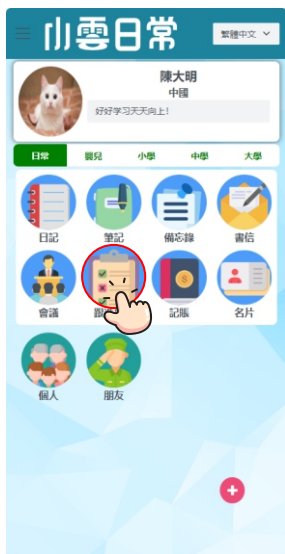 小雲日常
繁體中文
陳大明
中國
好好学习天天向上!
日常 嬰兒 小學 中學 大學
日記 筆記 備忘錄 書信
會議 記賬 名片
個人 朋友